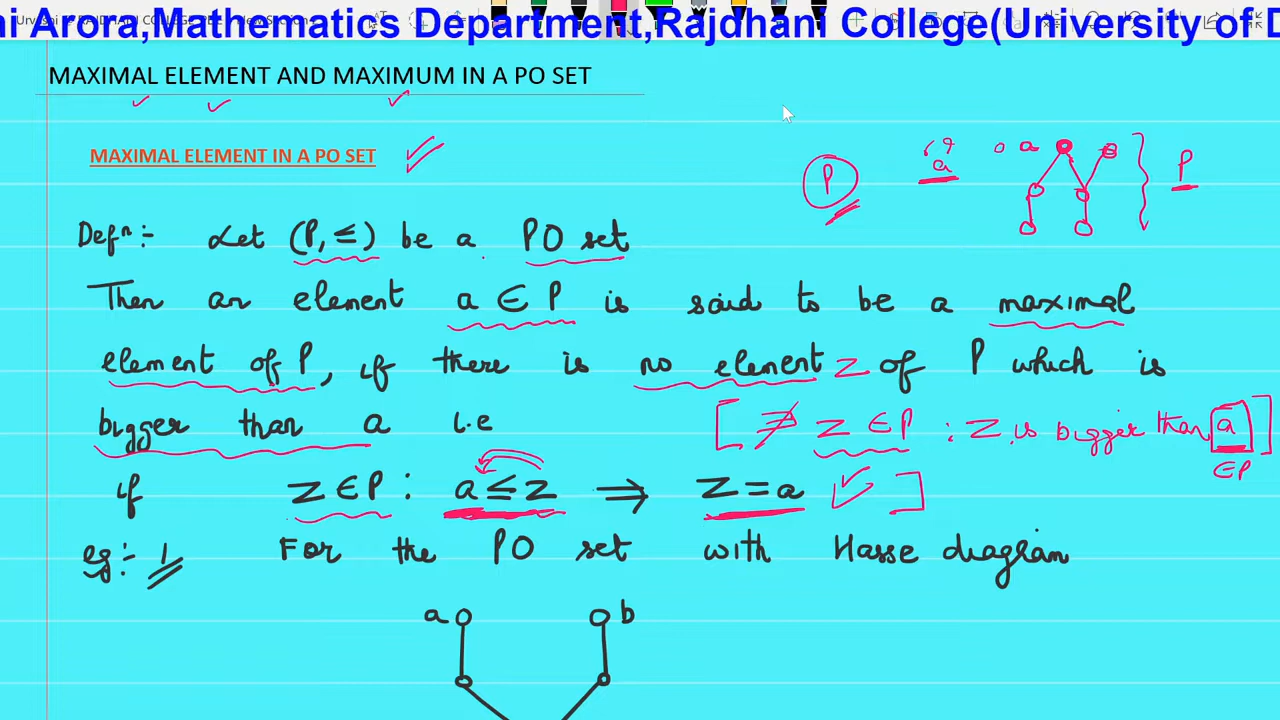 i Arora,Mathematics Department,Rajdhani College(University of D
MAXIMAL ELEMENT AND MAXIMUM IN A PO SET
MAXIMAL ELEMENT IN A PO SET
P
a
a
P
Defⁿ:- Let (P, ≤) be a PO set
Then an element a ∈ P is said to be a maximal
element of P, if there is no element z of P which is
bigger than a i.e
[ ∄ z ∈ P : z is bigger than a
∈P
if z ∈ P : a ≤ z ⇒ z = a ]
eg:- 1 For the PO set with Hasse diagram
a b